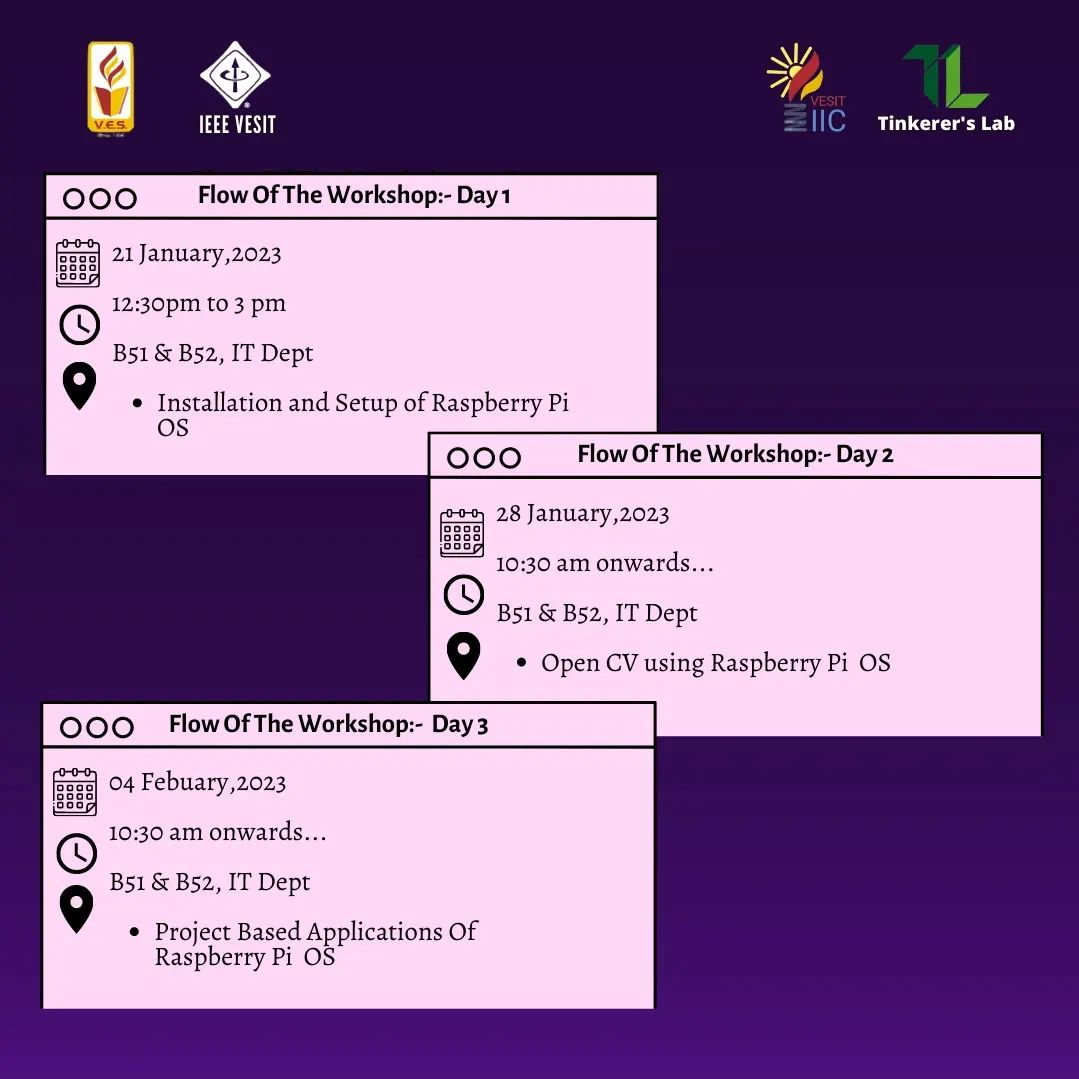 V.E.S.
IEEE VESIT
VESIT
IIC
Tinkerer's Lab
Flow Of The Workshop:- Day 1
21 January,2023
12:30pm to 3 pm
B51 & B52, IT Dept
• Installation and Setup of Raspberry Pi
OS
Flow Of The Workshop:- Day 2
28 January,2023
10:30 am onwards...
B51 & B52, IT Dept
• Open CV using Raspberry Pi OS
Flow Of The Workshop:- Day 3
04 Febuary,2023
10:30 am onwards...
B51 & B52, IT Dept
• Project Based Applications Of
Raspberry Pi OS